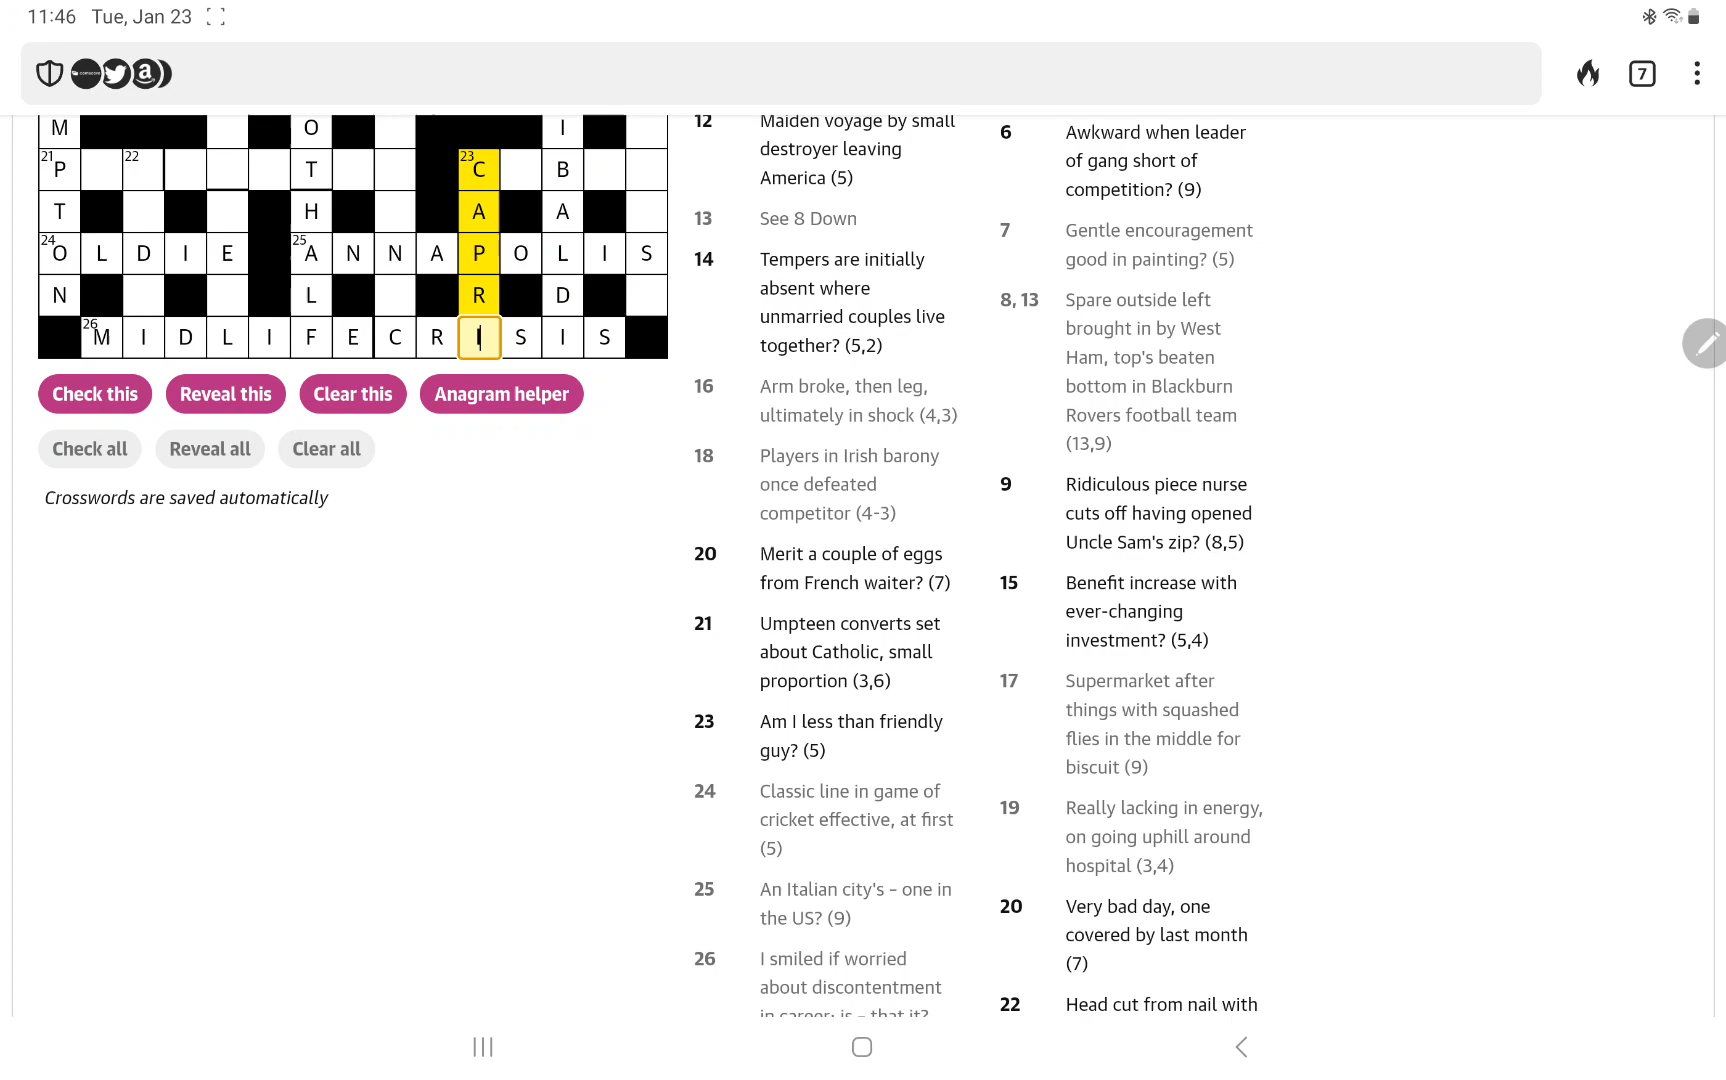 11:46 Tue, Jan 23
7
M O I
21 P 22 T 23 C B
T H A A
24 O L D I E 25 A N N A P O L I S
N L R D
26 M I D L I F E C R I S I S
Check this Reveal this Clear this Anagram helper
Check all Reveal all Clear all
Crosswords are saved automatically
12 Maiden voyage by small
destroyer leaving
America (5)
13 See 8 Down
14 Tempers are initially
absent where
unmarried couples live
together? (5,2)
16 Arm broke, then leg,
ultimately in shock (4,3)
18 Players in Irish barony
once defeated
competitor (4-3)
20 Merit a couple of eggs
from French waiter? (7)
21 Umpteen converts set
about Catholic, small
proportion (3,6)
23 Am I less than friendly
guy? (5)
24 Classic line in game of
cricket effective, at first
(5)
25 An Italian city's – one in
the US? (9)
26 I smiled if worried
about discontentment
in career: is – that it?
6 Awkward when leader
of gang short of
competition? (9)
7 Gentle encouragement
good in painting? (5)
8, 13 Spare outside left
brought in by West
Ham, top's beaten
bottom in Blackburn
Rovers football team
(13,9)
9 Ridiculous piece nurse
cuts off having opened
Uncle Sam's zip? (8,5)
15 Benefit increase with
ever-changing
investment? (5,4)
17 Supermarket after
things with squashed
flies in the middle for
biscuit (9)
19 Really lacking in energy,
on going uphill around
hospital (3,4)
20 Very bad day, one
covered by last month
(7)
22 Head cut from nail with